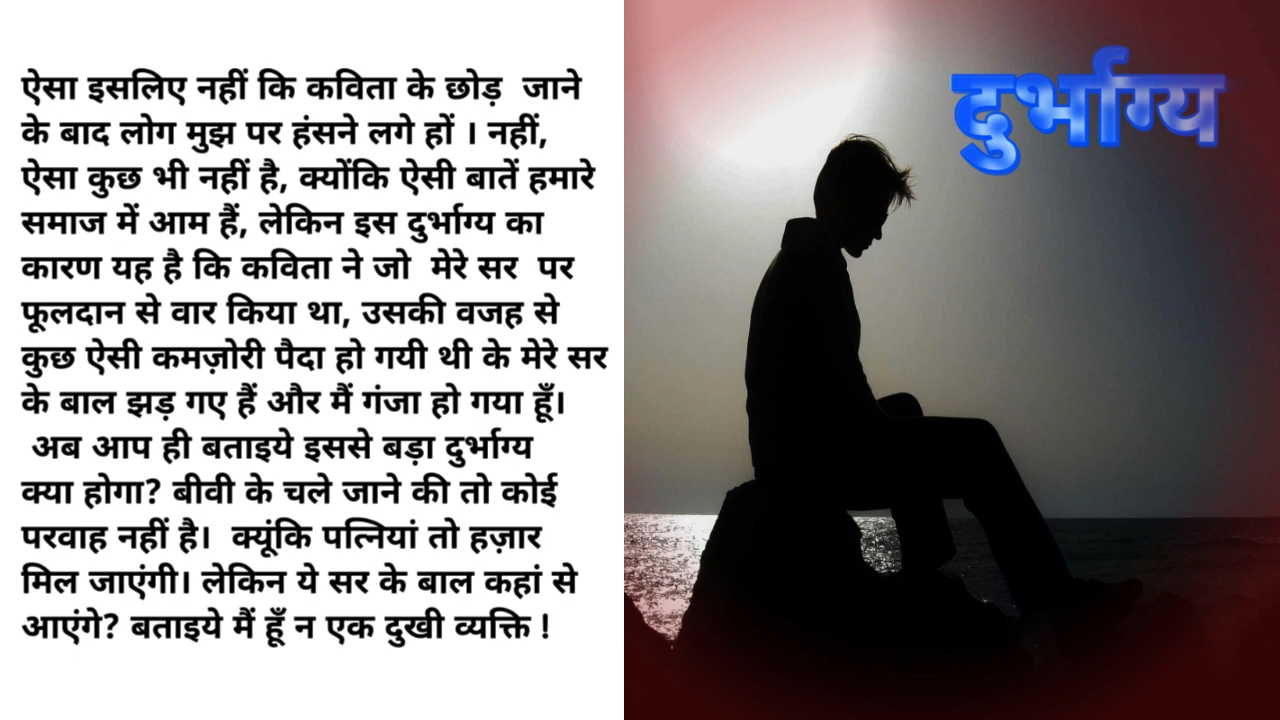 ऐसा इसलिए नहीं कि कविता के छोड़ जाने
के बाद लोग मुझ पर हंसने लगे हों । नहीं,
ऐसा कुछ भी नहीं है, क्योंकि ऐसी बातें हमारे
समाज में आम हैं, लेकिन इस दुर्भाग्य का
कारण यह है कि कविता ने जो मेरे सर पर
फूलदान से वार किया था, उसकी वजह से
कुछ ऐसी कमज़ोरी पैदा हो गयी थी के मेरे सर
के बाल झड़ गए हैं और मैं गंजा हो गया हूँ।
अब आप ही बताइये इससे बड़ा दुर्भाग्य
क्या होगा? बीवी के चले जाने की तो कोई
परवाह नहीं है। क्यूंकि पत्नियां तो हज़ार
मिल जाएंगी। लेकिन ये सर के बाल कहां से
आएंगे? बताइये मैं हूँ न एक दुखी व्यक्ति !
दुर्भाग्य